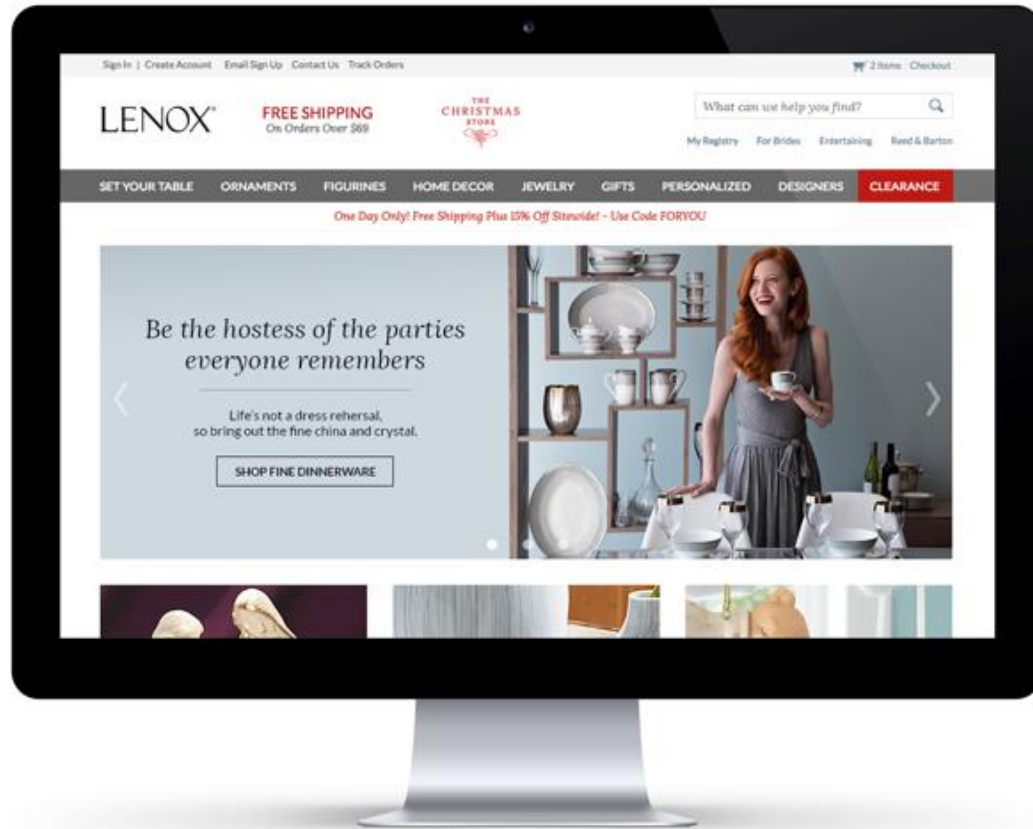 Sign In | Create Account Email Sign Up Contact Us Track Orders
2 Items Checkout
LENOX®
FREE SHIPPING
On Orders Over $69
THE
CHRISTMAS
STORE
What can we help you find?
My Registry For Brides Entertaining Reed & Barton
SET YOUR TABLE ORNAMENTS FIGURINES HOME DECOR JEWELRY GIFTS PERSONALIZED DESIGNERS CLEARANCE
One Day Only! Free Shipping Plus 15% Off Sitewide! - Use Code FORYOU
Be the hostess of the parties
everyone remembers
Life's not a dress rehersal,
so bring out the fine china and crystal.
SHOP FINE DINNERWARE